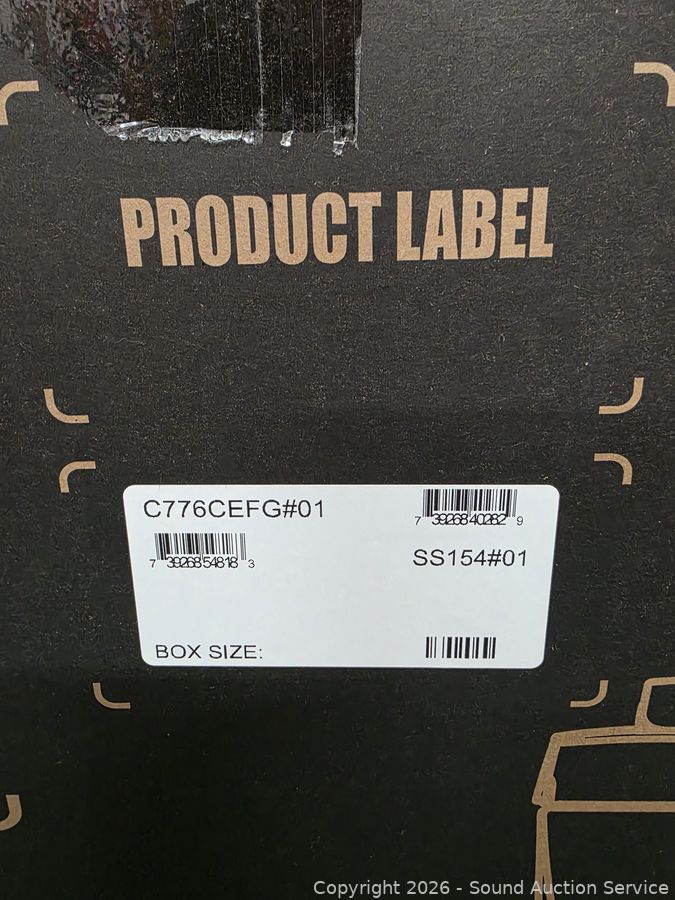 PRODUCT LABEL
C776CEFG#01
7 39268 40282 9
7 39268 54818 3
SS154#01
BOX SIZE:
Copyright 2026 - Sound Auction Service